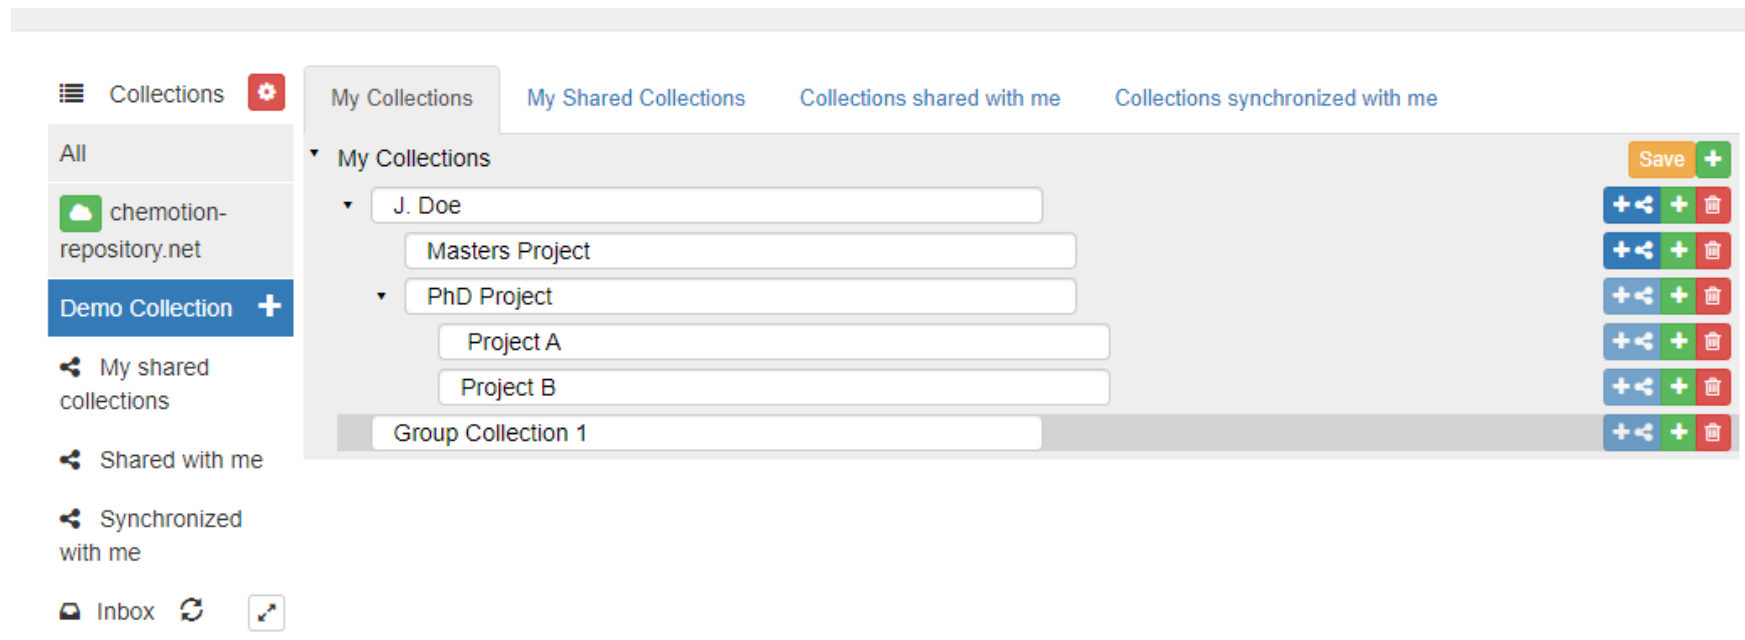 Collections
All
chemotion-
repository.net
Demo Collection
My shared
collections
Shared with me
Synchronized
with me
Inbox
My Collections My Shared Collections Collections shared with me Collections synchronized with me
My Collections Save
J. Doe
Masters Project
PhD Project
Project A
Project B
Group Collection 1